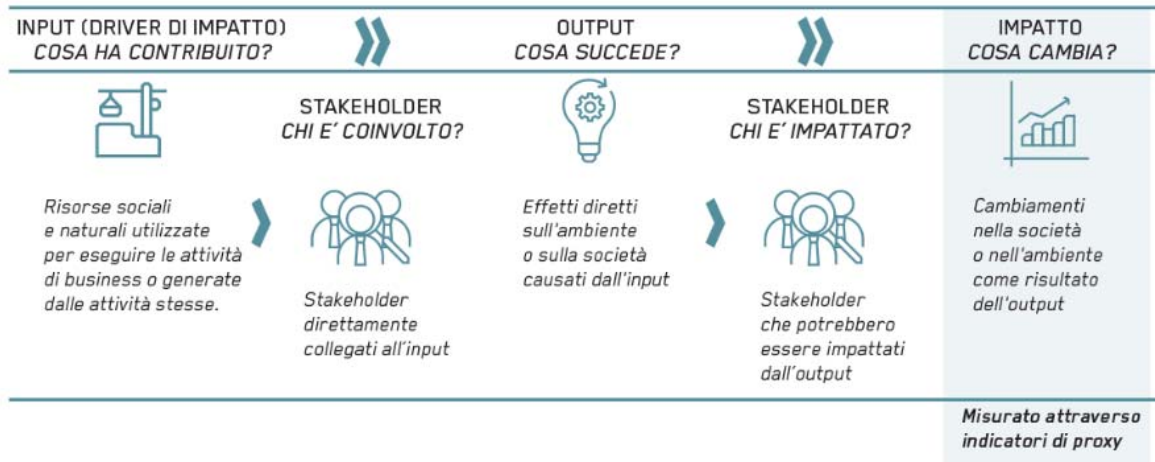 INPUT (DRIVER DI IMPATTO)
COSA HA CONTRIBUITO?
OUTPUT
COSA SUCCEDE?
IMPATTO
COSA CAMBIA?
STAKEHOLDER
CHI E´ COINVOLTO?
STAKEHOLDER
CHI E´ IMPATTATO?
Risorse sociali
e naturali utilizzate
per eseguire le attività
di business o generate
dalle attività stesse.
Stakeholder
direttamente
collegati all'input
Effetti diretti
sull'ambiente
o sulla società
causati dall'input
Stakeholder
che potrebbero
essere impattati
dall'output
Cambiamenti
nella società
o nell'ambiente
come risultato
dell'output
Misurato attraverso
indicatori di proxy